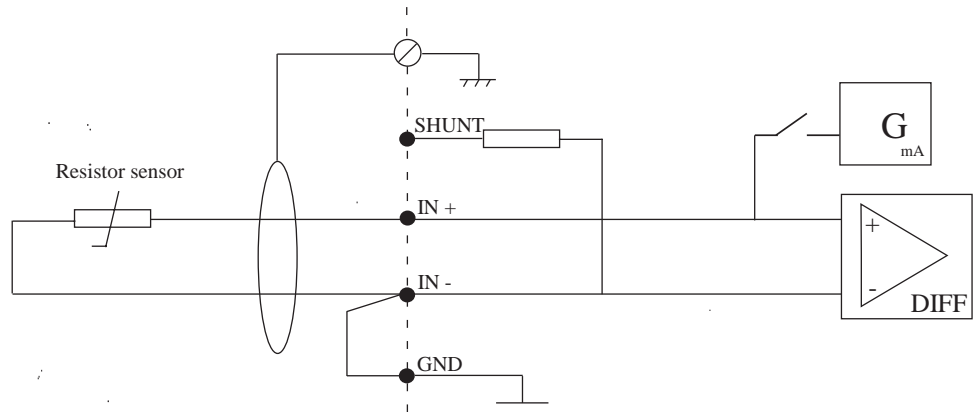 SHUNT
G
mA
Resistor sensor
IN +
+
IN -
-
DIFF
GND